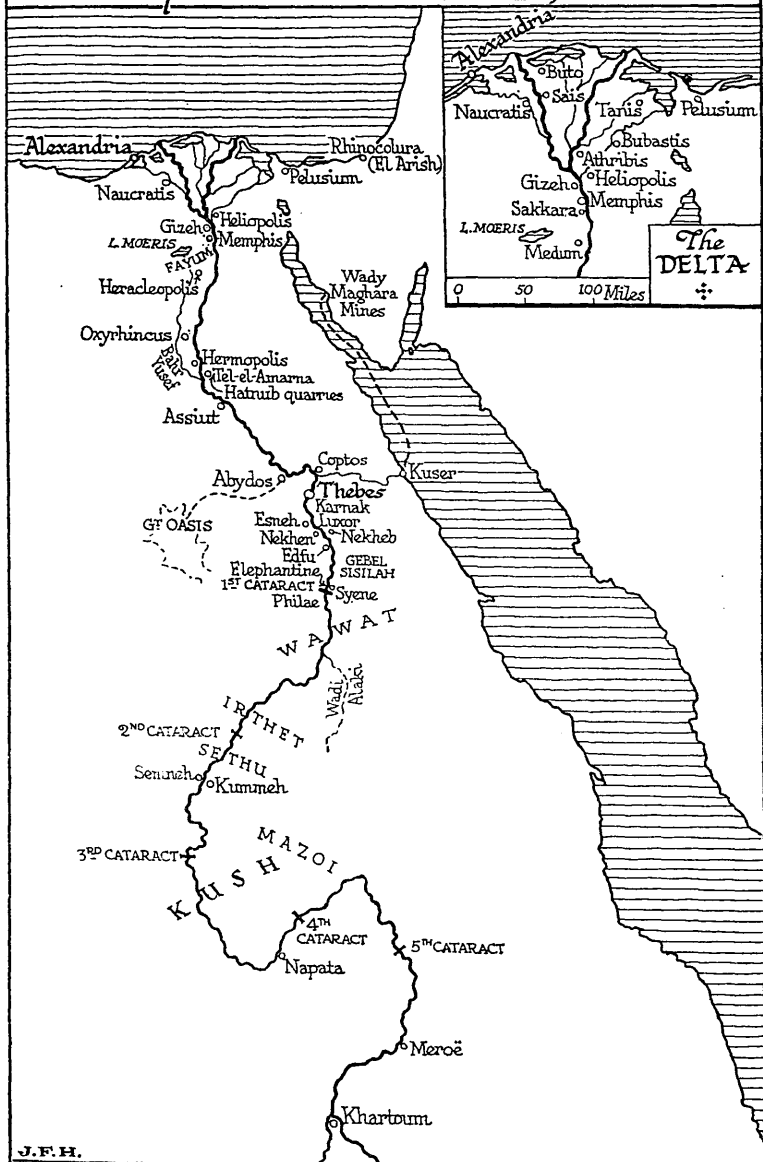 Alexandria
Rhinocolura
(El Arish)
Pelusium
Naucratis
Gizeh
Heliopolis
L. MOERIS
Memphis
FAYUM
Heracleopolis
Wady
Maghara
Mines
Oxyrhincus
Bahr
Yusef
Hermopolis
Tel-el-Amarna
Hatnub quarries
Assiut
Coptos
Abydos
Kuser
Thebes
Karnak
GT OASIS
Esneh
Luxor
Nekhen
Nekheb
Edfu
GEBEL
SISILAH
Elephantine
1ST CATARACT
Syene
Philae
WAWAT
Wadi
Alaki
IRTHET
2ND CATARACT
SETHU
Semneh
Kummeh
MAZOI
3RD CATARACT
KUSH
4TH
CATARACT
5TH CATARACT
Napata
Meroë
Khartoum
J.F.H.
Alexandria
Buto
Sais
Naucratis
Tanis
Pelusium
Bubastis
Athribis
Gizeh
Heliopolis
Memphis
Sakkara
L. MOERIS
Medum
The
DELTA
0 50 100 Miles